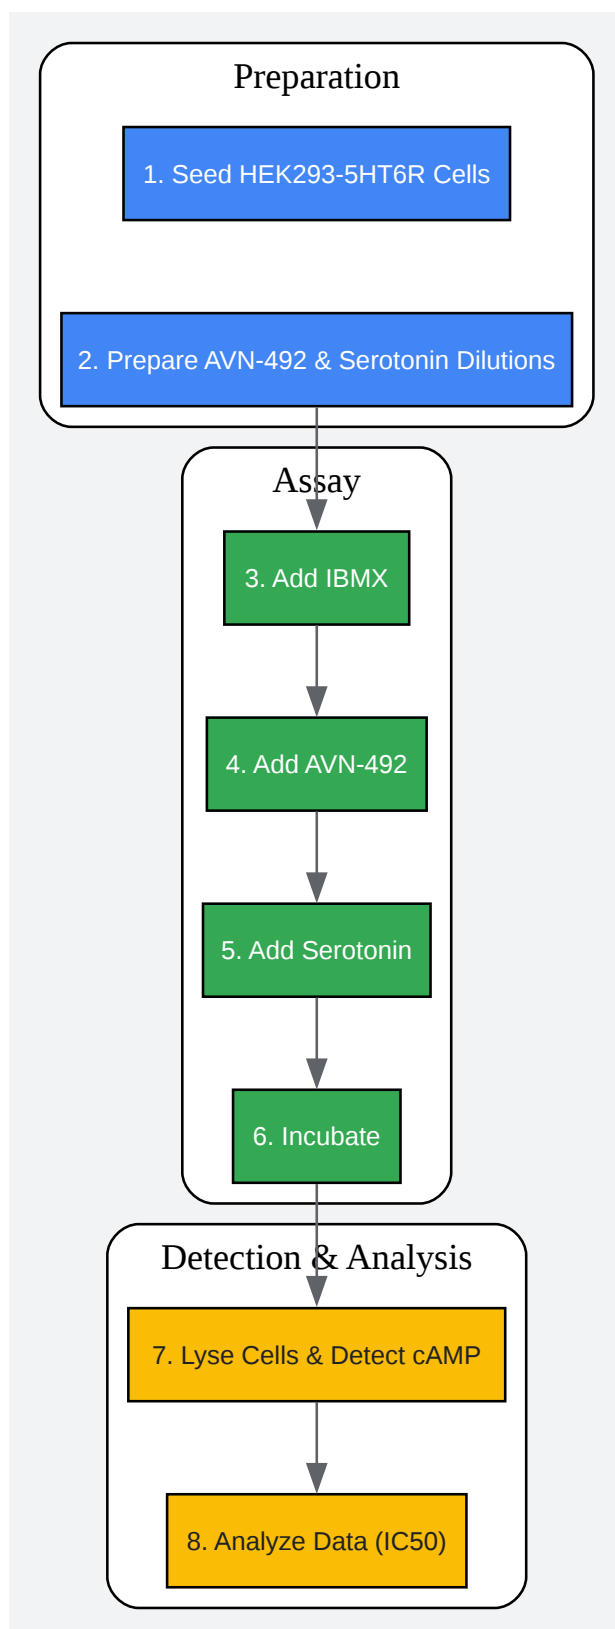 Preparation
1. Seed HEK293-5HT6R Cells
2. Prepare AVN-492 & Serotonin Dilutions
Assay
3. Add IBMX
4. Add AVN-492
5. Add Serotonin
6. Incubate
Detection & Analysis
7. Lyse Cells & Detect cAMP
8. Analyze Data (IC50)